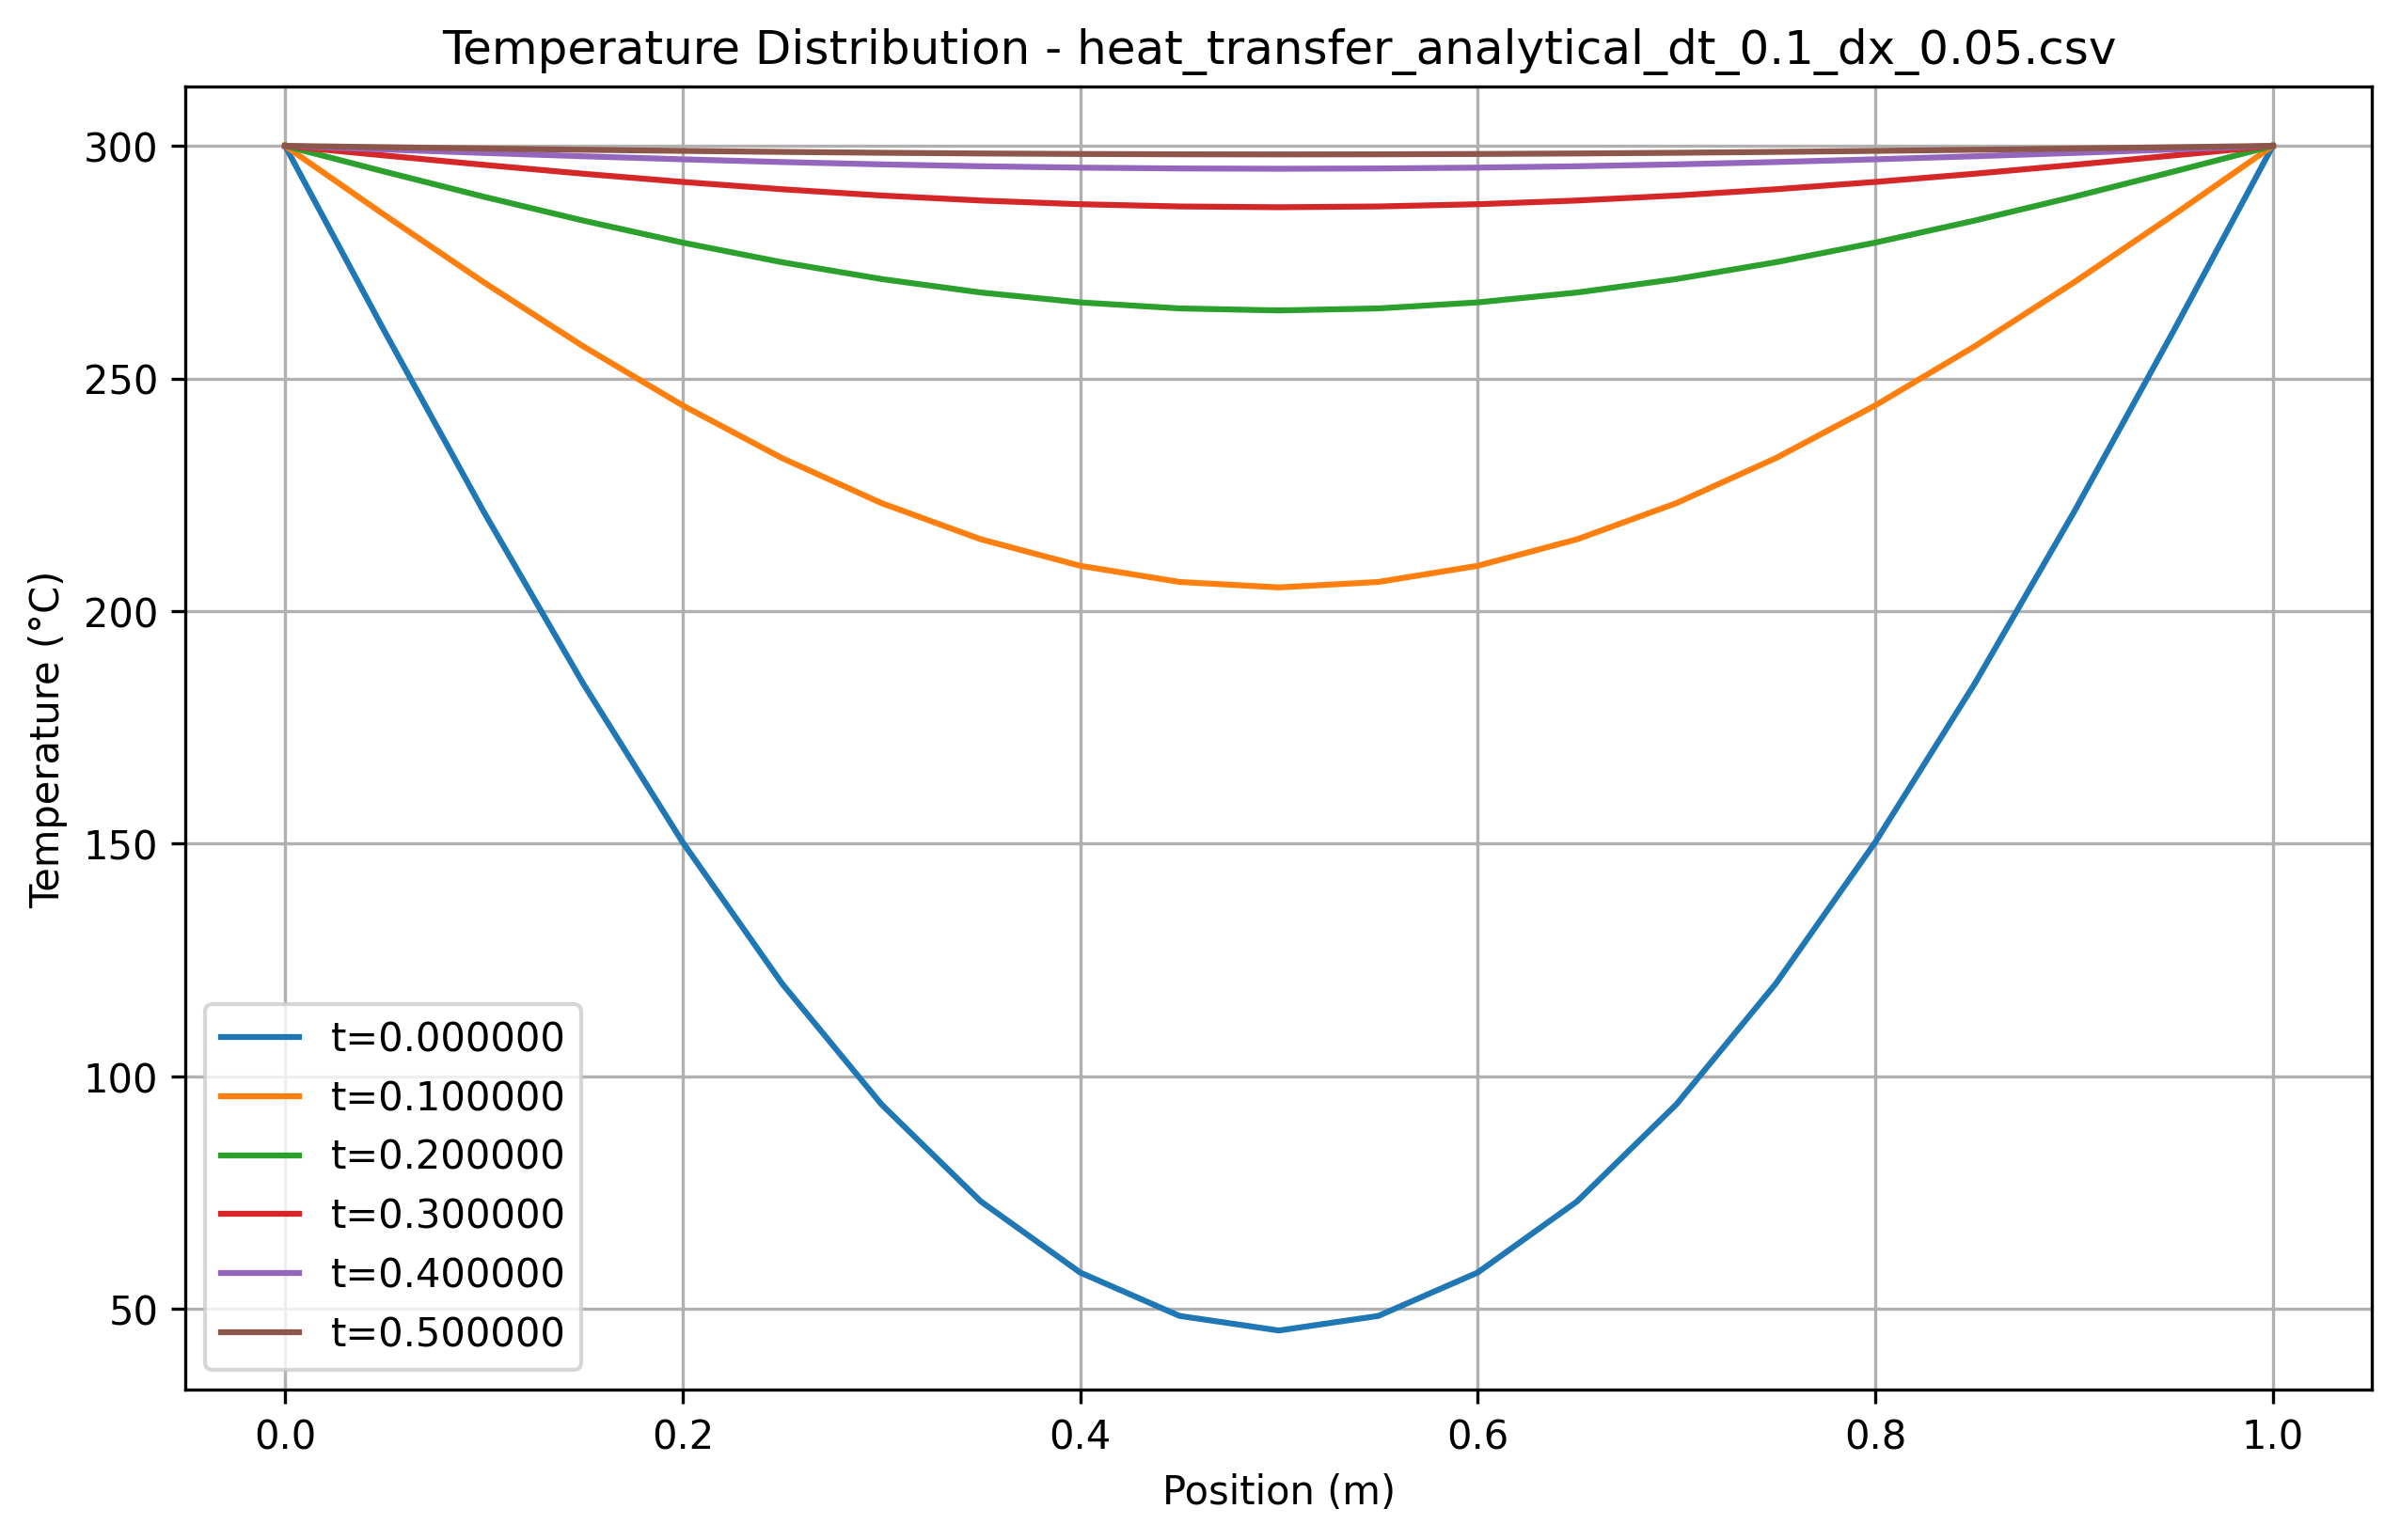 Temperature Distribution - heat_transfer_analytical_dt_0.1_dx_0.05.csv
Temperature (°C)
300
250
200
150
100
50
t=0.000000
t=0.100000
t=0.200000
t=0.300000
t=0.400000
t=0.500000
0.0 0.2 0.4 0.6 0.8 1.0
Position (m)